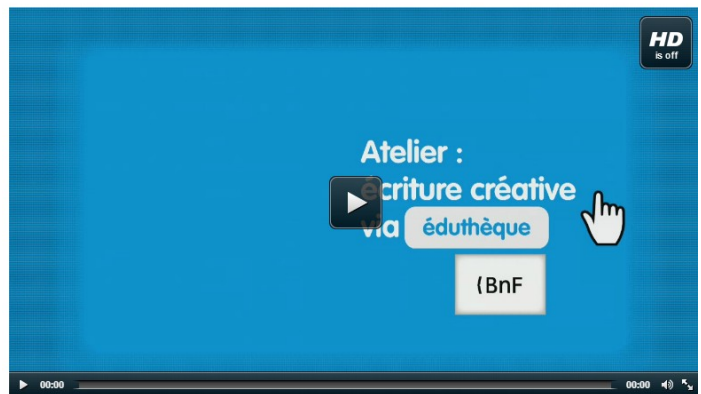 HD
is off
Atelier :
écriture créative
via éduthèque
(BnF
00:00 00:00